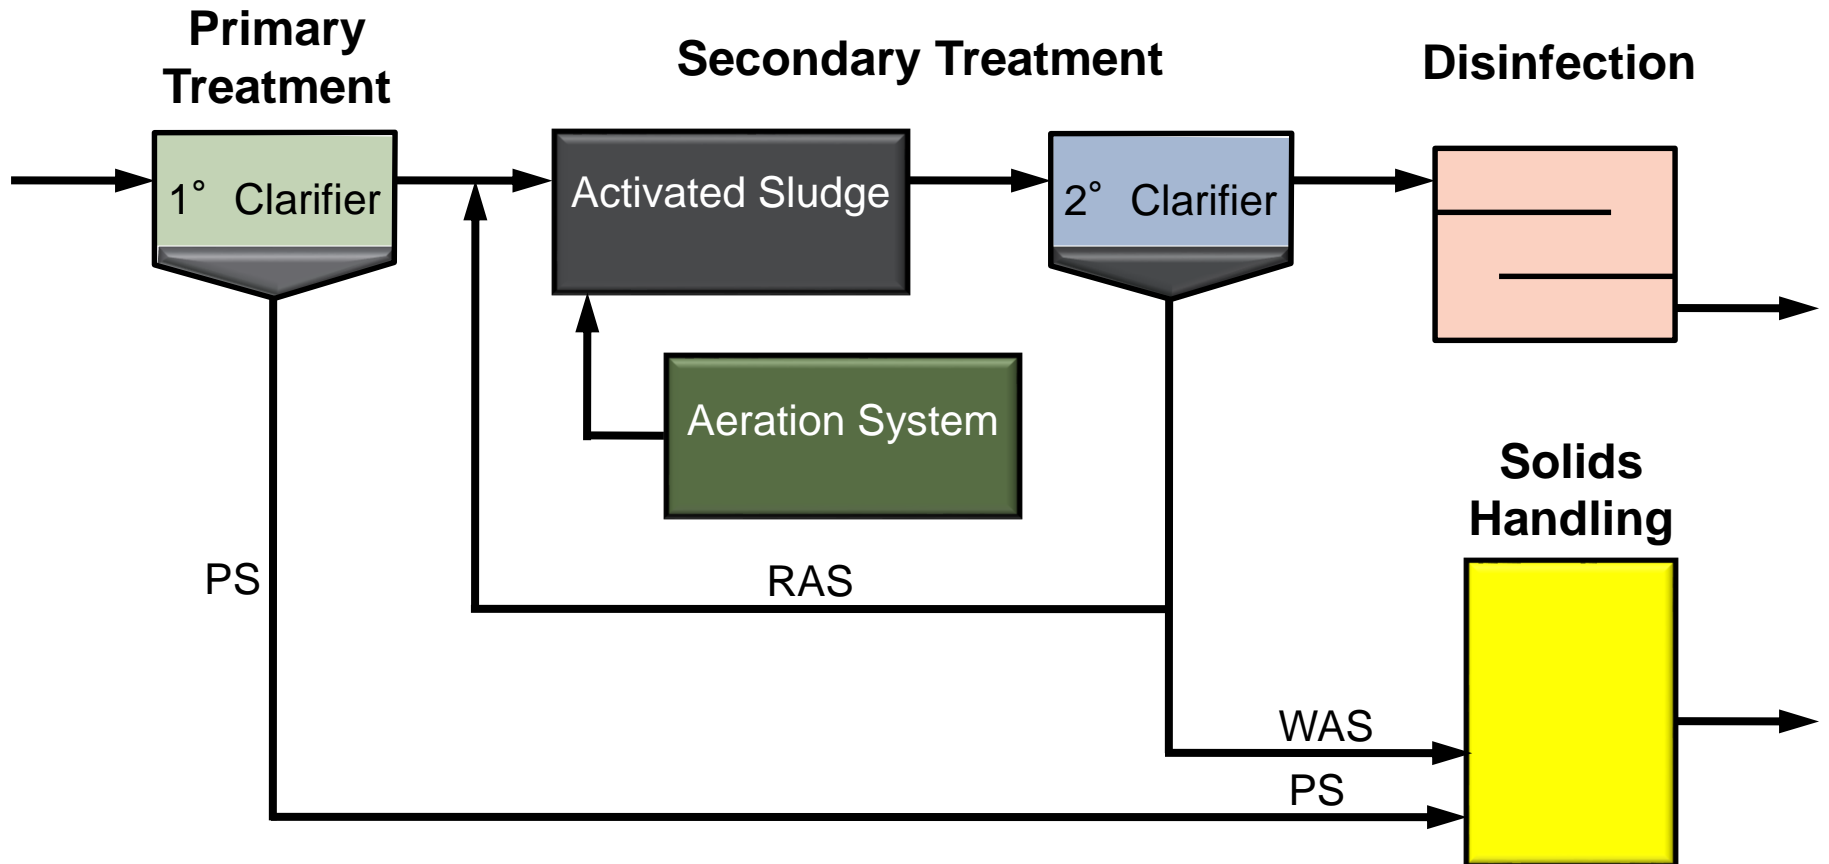 Primary
Treatment
Secondary Treatment
Disinfection
1° Clarifier
Activated Sludge
2° Clarifier
Aeration System
Solids
Handling
PS
RAS
WAS
PS